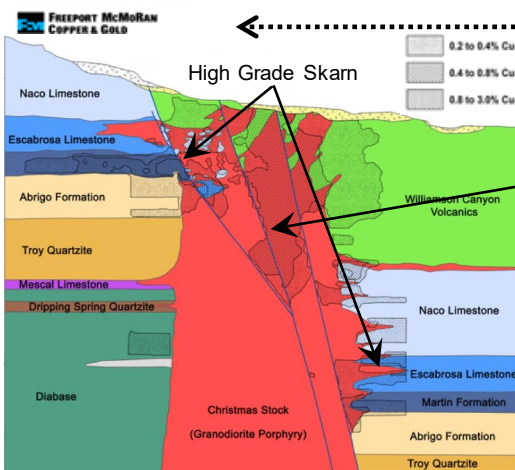 FREEPORT MCMORAN
COPPER & GOLD
0.2 to 0.4% Cu
High Grade Skarn
0.4 to 0.8% Cu
0.8 to 3.0% Cu
Naco Limestone
Escabrosa Limestone
Abrigo Formation
Williamson Canyon
Volcanics
Troy Quartzite
Mescal Limestone
Dripping Spring Quartzite
Naco Limestone
Escabrosa Limestone
Diabase
Martin Formation
Christmas Stock
(Granodiorite Porphyry)
Abrigo Formation
Troy Quartzite